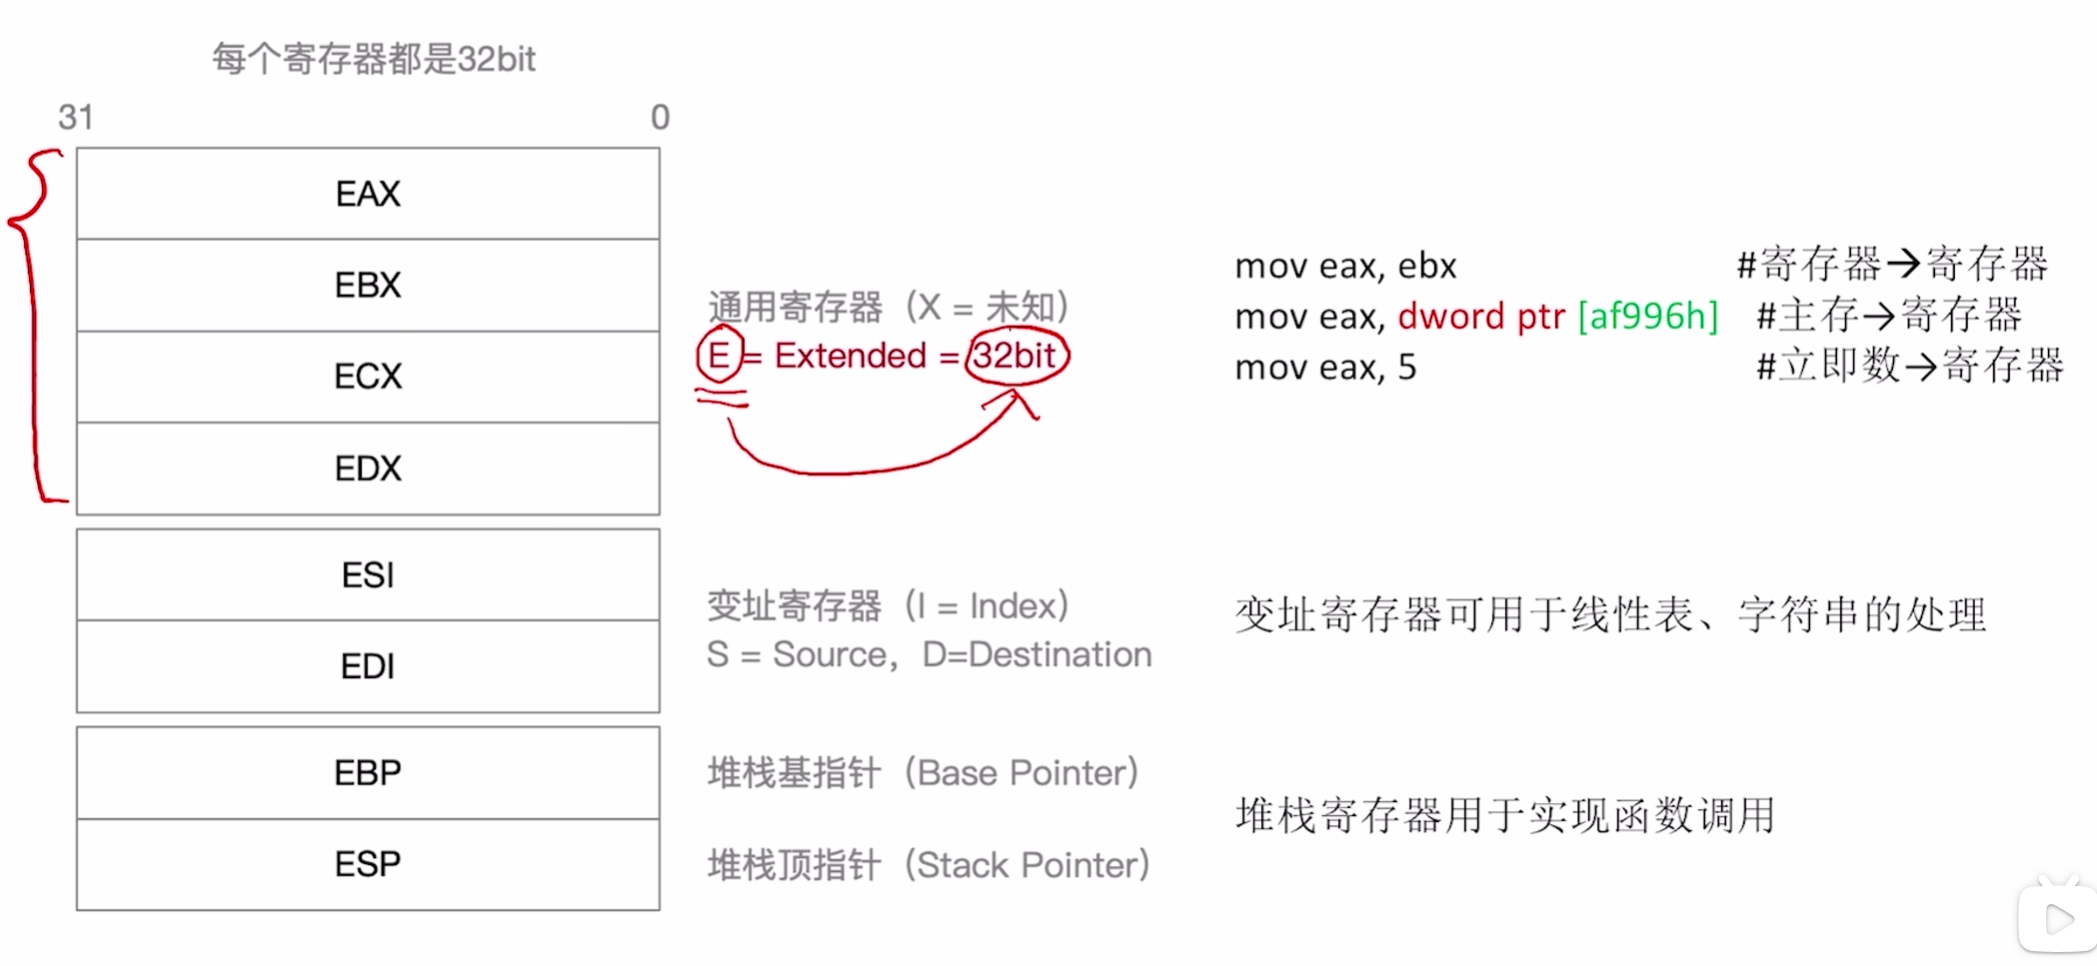 每个寄存器都是32bit
31 0
EAX
EBX
ECX
EDX
ESI
EDI
EBP
ESP
通用寄存器（X = 未知）
E = Extended = 32bit
变址寄存器（I = Index）
S = Source，D=Destination
堆栈基指针（Base Pointer）
堆栈顶指针（Stack Pointer）
mov eax, ebx #寄存器→寄存器
mov eax, dword ptr [af996h] #主存→寄存器
mov eax, 5 #立即数→寄存器
变址寄存器可用于线性表、字符串的处理
堆栈寄存器用于实现函数调用